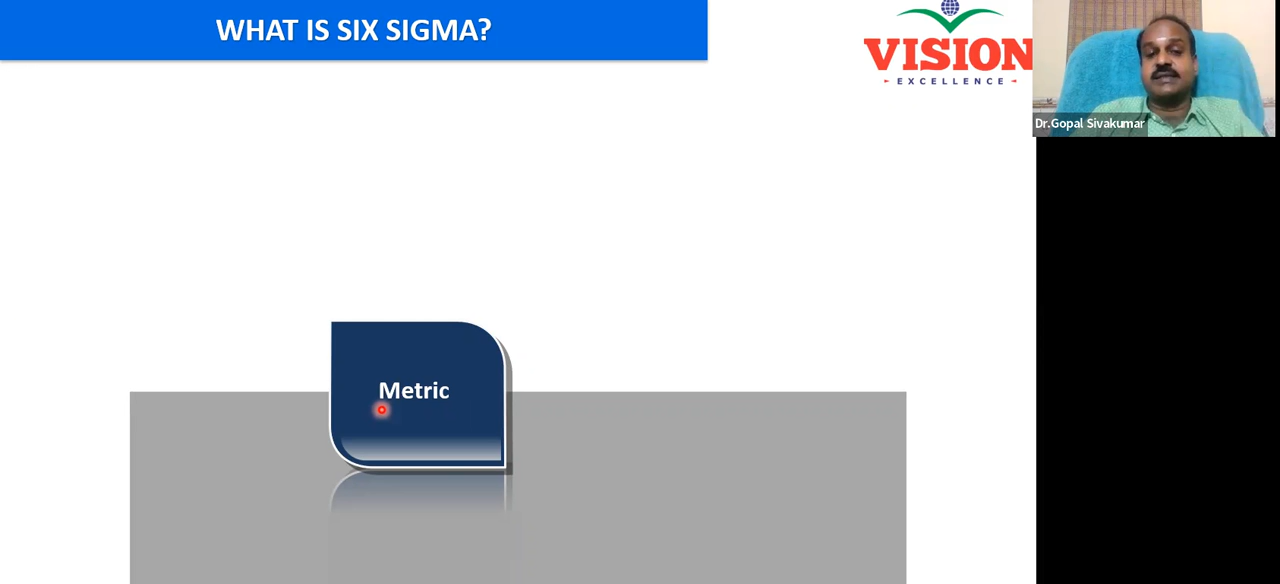 WHAT IS SIX SIGMA?
VISION
EXCELLENCE
Dr.Gopal Sivakumar
Metric